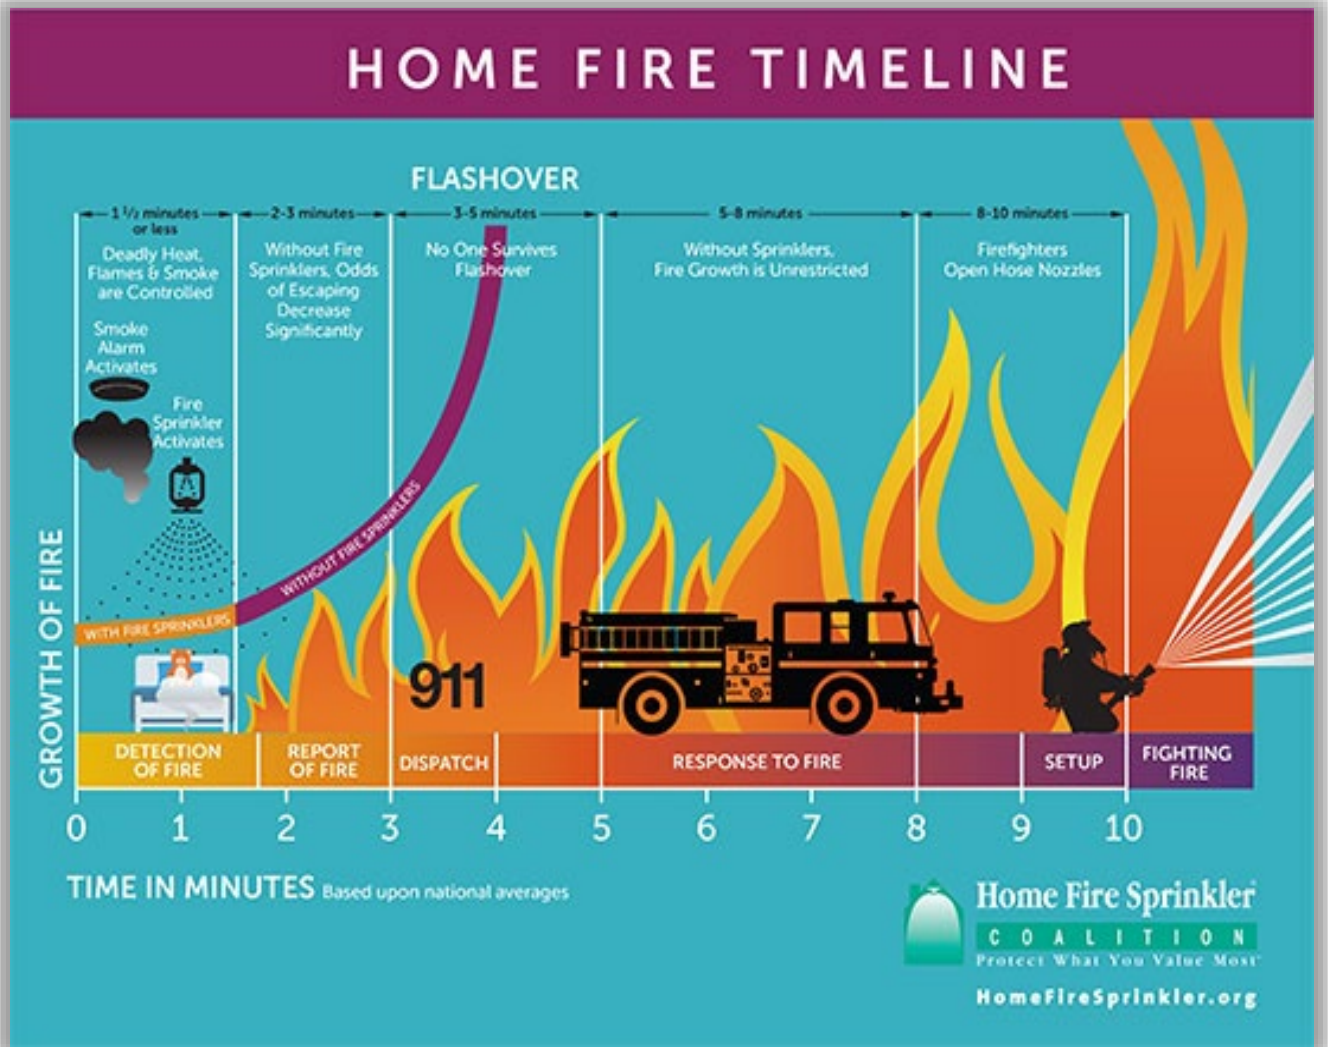 HOME FIRE TIMELINE
FLASHOVER
1 1/2 minutes
or less
2-3 minutes
3-5 minutes
5-8 minutes
8-10 minutes
Deadly Heat,
Flames & Smoke
are Controlled
Without Fire
Sprinklers, Odds
of Escaping
Decrease
Significantly
No One Survives
Flashover
Without Sprinklers,
Fire Growth is Unrestricted
Firefighters
Open Hose Nozzles
Smoke
Alarm
Activates
Fire
Sprinkler
Activates
WITH FIRE SPRINKLERS
WITHOUT FIRE SPRINKLERS
911
GROWTH OF FIRE
DETECTION
OF FIRE
REPORT
OF FIRE
DISPATCH
RESPONSE TO FIRE
SETUP
FIGHTING
FIRE
0 1 2 3 4 5 6 7 8 9 10
TIME IN MINUTES Based upon national averages
Home Fire Sprinkler
COALITION
Protect What You Value Most
HomeFireSprinkler.org